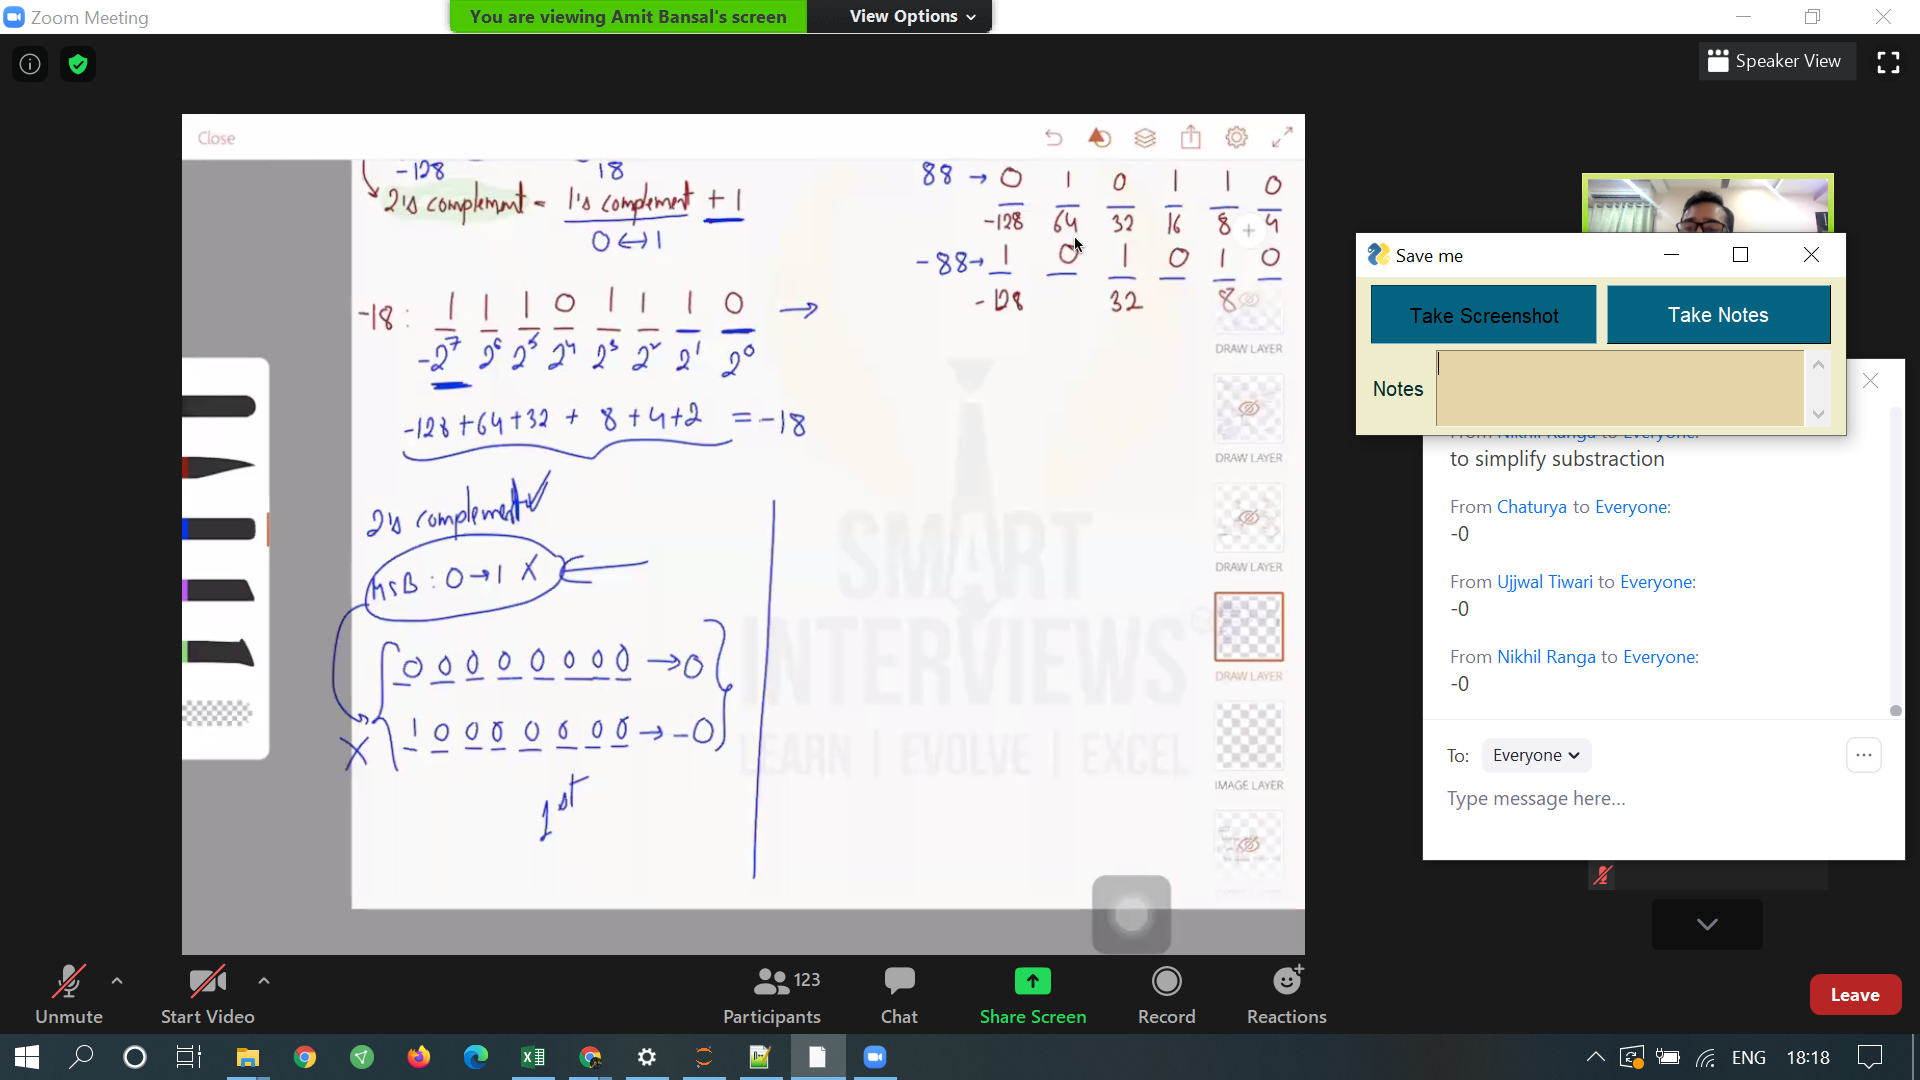 Zoom Meeting
You are viewing Amit Bansal's screen
View Options
Speaker View
Close
-128 18
2's complement = 1's complement + 1
0 ↔ 1
88 → 0 1 0 1 1 0
-128 64 32 16 8 4
-88 → 1 0 1 0 1 0
-128 32 8
-18 : 1 1 1 0 1 1 1 0 →
-2⁷ 2⁶ 2⁵ 2⁴ 2³ 2² 2¹ 2⁰
-128 + 64 + 32 + 8 + 4 + 2 = -18
2's complement ✓
MSB : 0 → 1 X
0 0 0 0 0 0 0 0 → 0
X 1 0 0 0 0 0 0 0 → -0
1st
SMART
INTERVIEWS
LEARN | EVOLVE | EXCEL
DRAW LAYER
DRAW LAYER
DRAW LAYER
DRAW LAYER
IMAGE LAYER
Save me
Take Screenshot
Take Notes
Notes
From Nikhil Ranga to Everyone:
to simplify substraction
From Chaturya to Everyone:
-0
From Ujjwal Tiwari to Everyone:
-0
From Nikhil Ranga to Everyone:
-0
To: Everyone
Type message here...
Unmute
Start Video
123
Participants
Chat
Share Screen
Record
Reactions
Leave
ENG
18:18